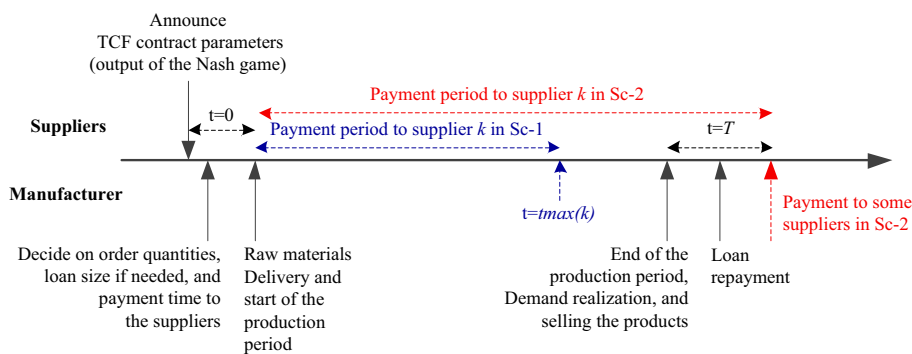 Announce
TCF contract parameters
(output of the Nash game)
Payment period to supplier k in Sc-2
Suppliers
t=0
Payment period to supplier k in Sc-1
t=T
Manufacturer
t=tmax(k)
Payment to some
suppliers in Sc-2
Decide on order quantities,
loan size if needed, and
payment time to
the suppliers
Raw materials
Delivery and
start of the
production
period
End of the
production period,
Demand realization, and
selling the products
Loan
repayment